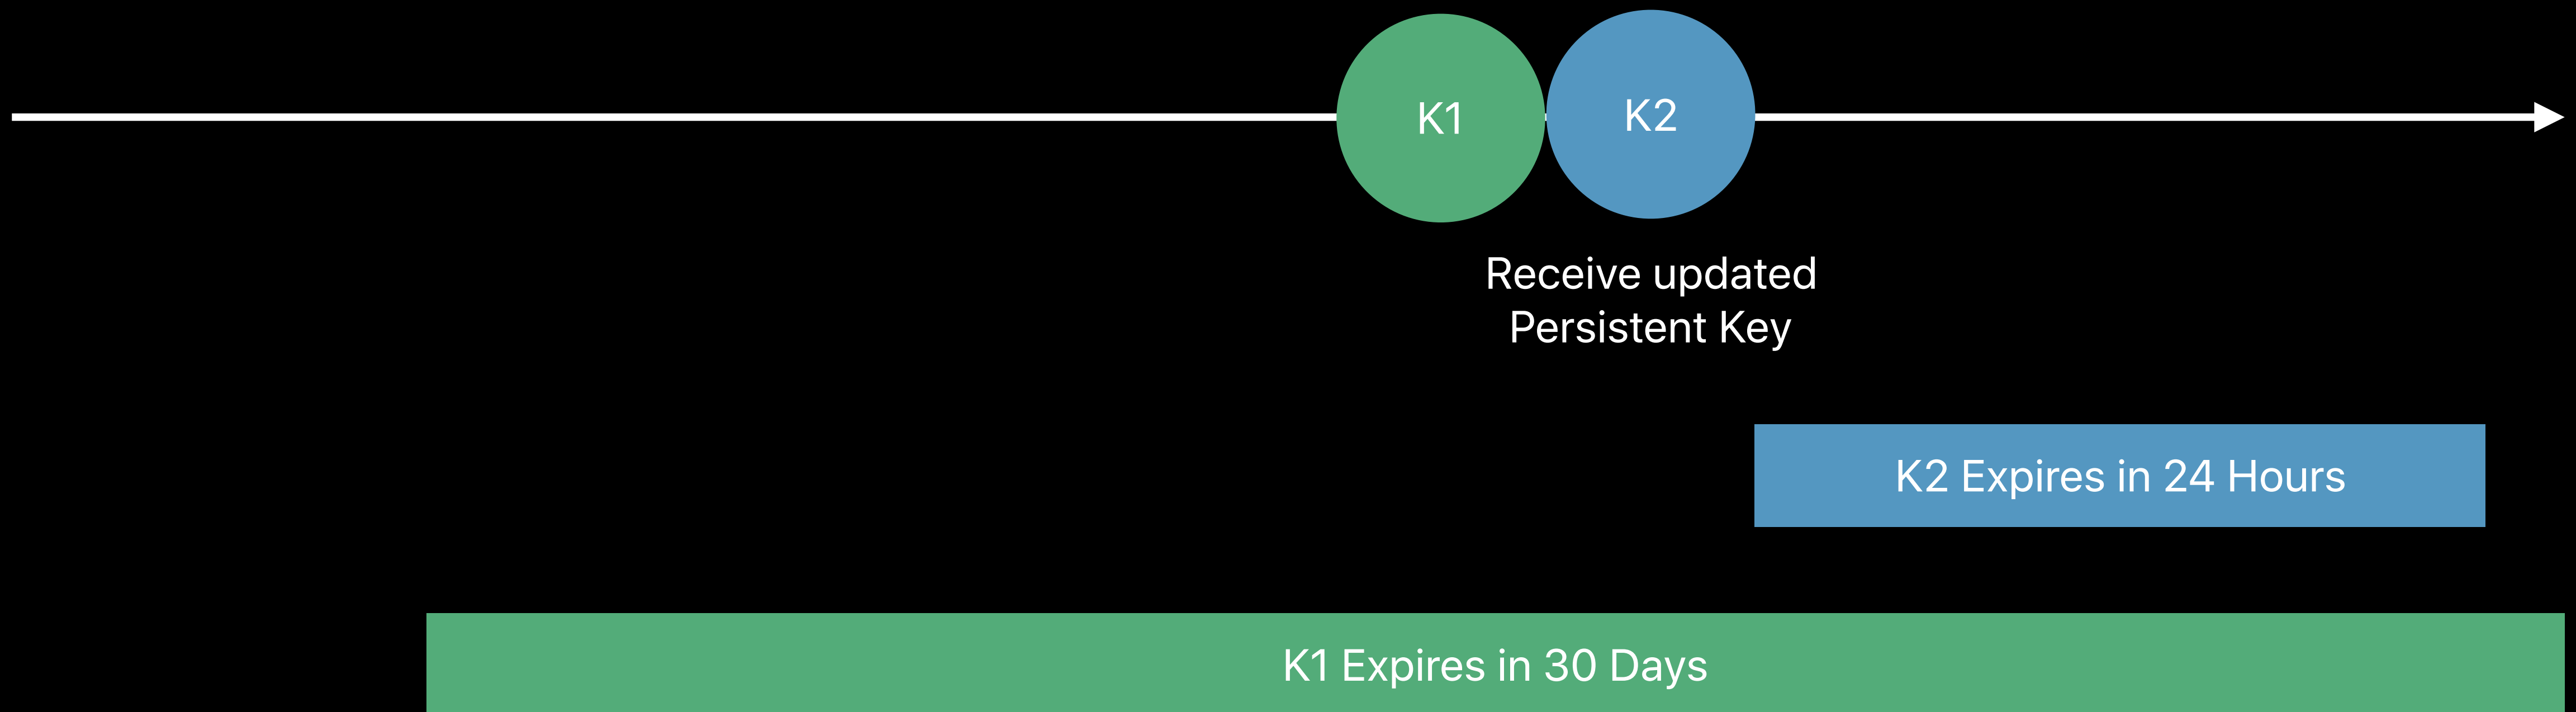 K1
K2
Receive updated
Persistent Key
K2 Expires in 24 Hours
K1 Expires in 30 Days